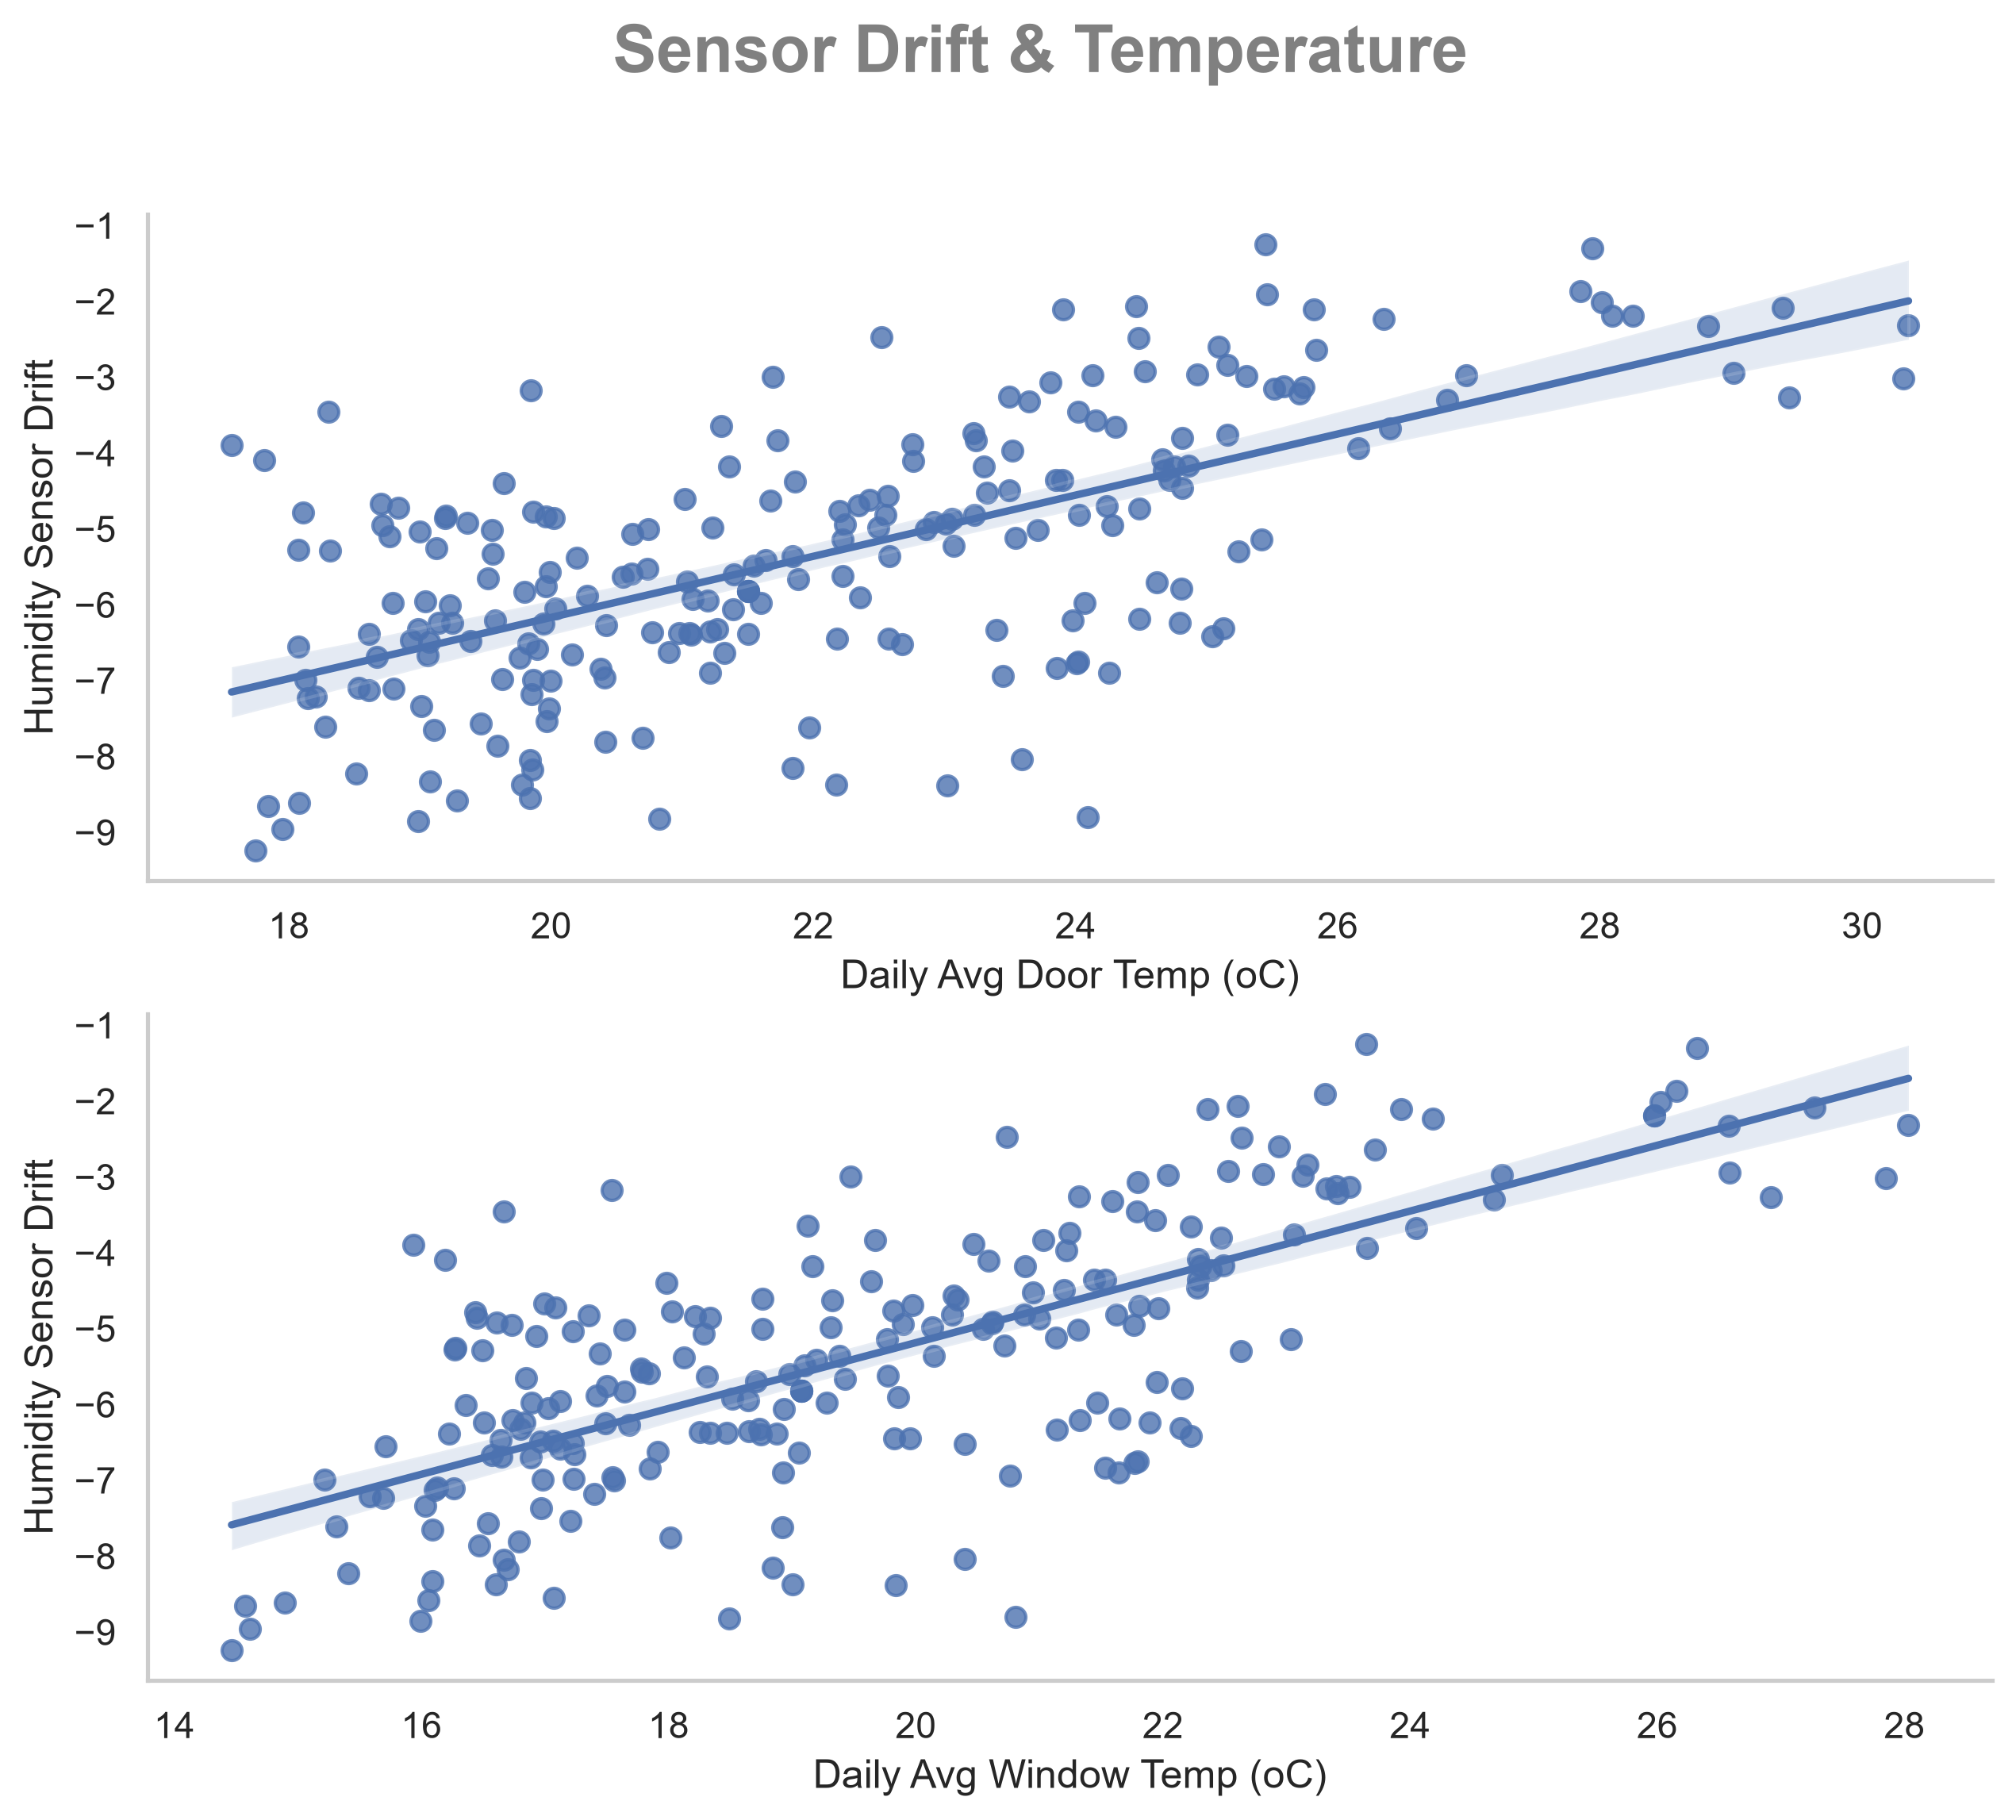 Sensor Drift & Temperature
−1
−2
−3
−4
−5
−6
−7
−8
−9
Humidity Sensor Drift
18 20 22 24 26 28 30
Daily Avg Door Temp (oC)
−1
−2
−3
−4
−5
−6
−7
−8
−9
Humidity Sensor Drift
14 16 18 20 22 24 26 28
Daily Avg Window Temp (oC)